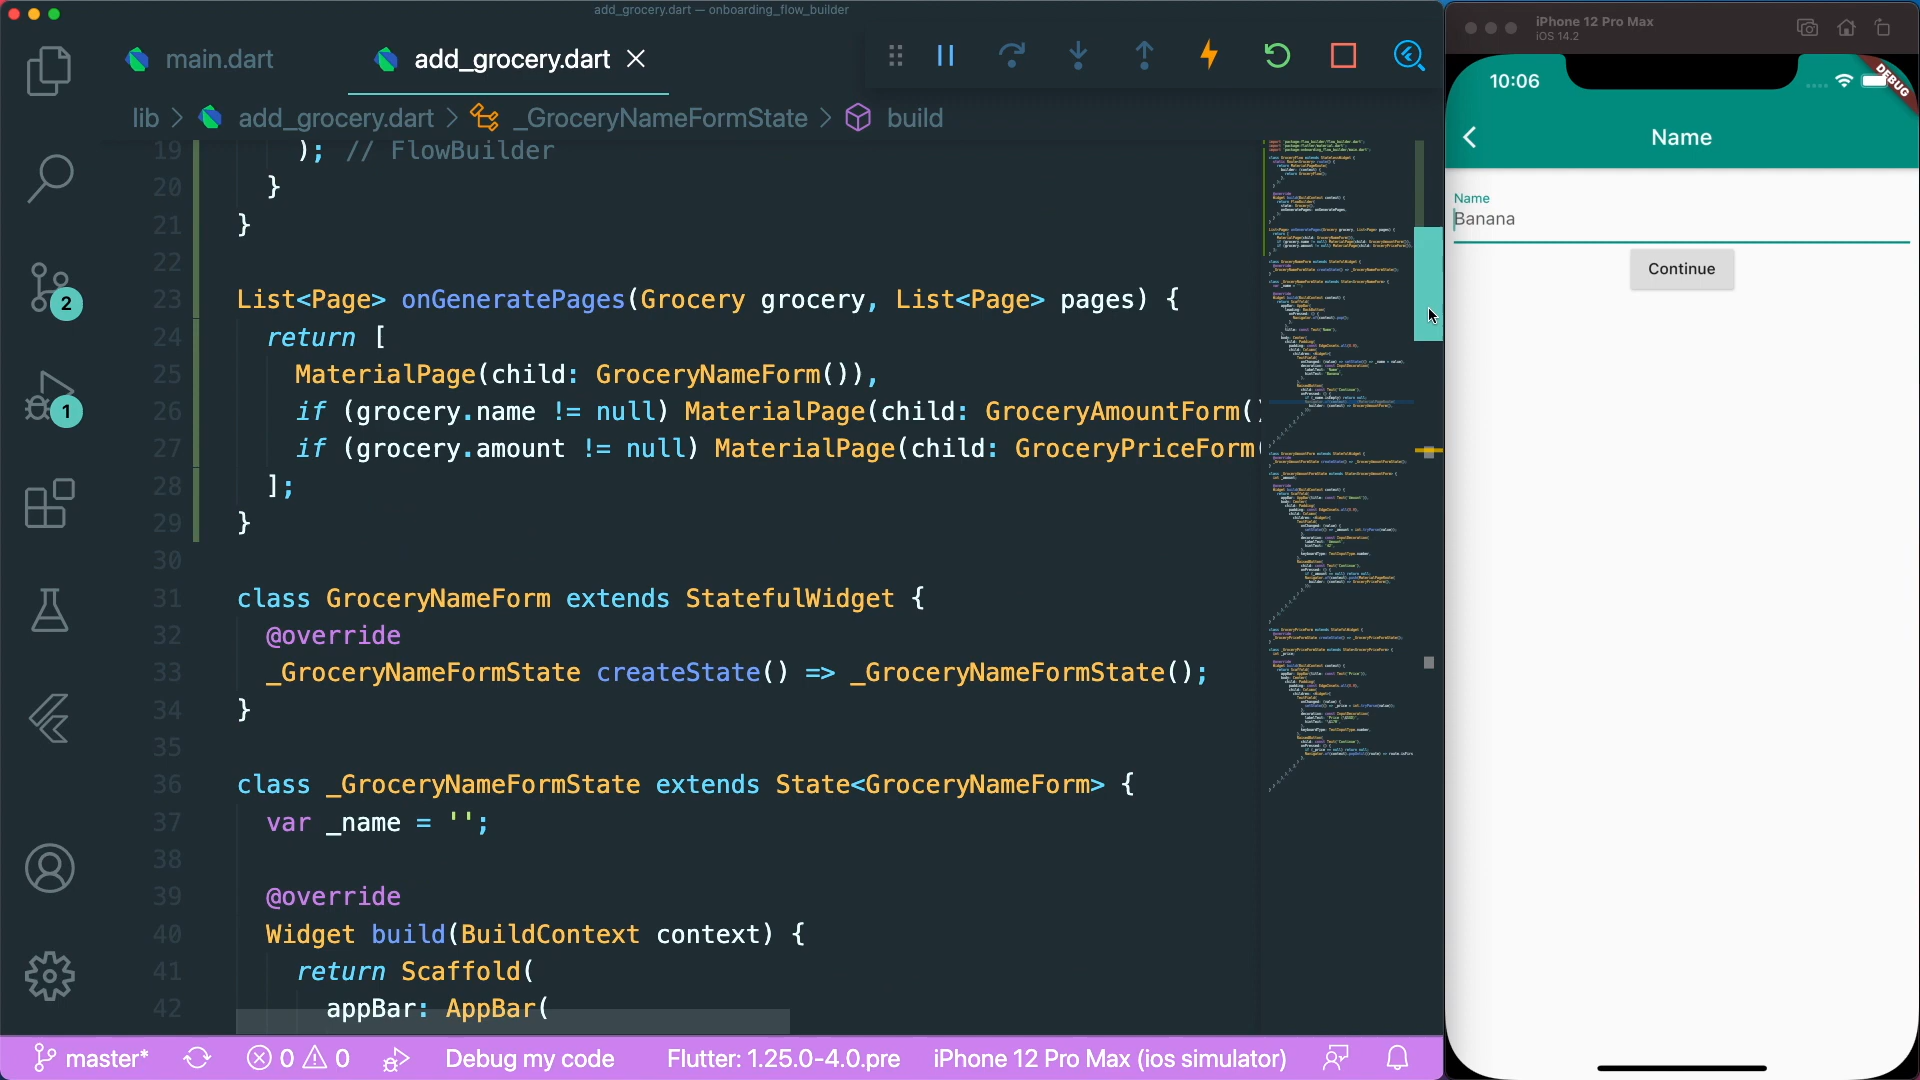 add_grocery.dart — onboarding_flow_builder
main.dart
add_grocery.dart
lib > add_grocery.dart > _GroceryNameFormState > build
19 ); // FlowBuilder
20 }
21 }
22
23 List<Page> onGeneratePages(Grocery grocery, List<Page> pages) {
24 return [
25 MaterialPage(child: GroceryNameForm()),
26 if (grocery.name != null) MaterialPage(child: GroceryAmountForm()
27 if (grocery.amount != null) MaterialPage(child: GroceryPriceForm(
28 ];
29 }
30
31 class GroceryNameForm extends StatefulWidget {
32 @override
33 _GroceryNameFormState createState() => _GroceryNameFormState();
34 }
35
36 class _GroceryNameFormState extends State<GroceryNameForm> {
37 var _name = '';
38
39 @override
40 Widget build(BuildContext context) {
41 return Scaffold(
42 appBar: AppBar(
2
1
master* 0 0 Debug my code Flutter: 1.25.0-4.0.pre iPhone 12 Pro Max (ios simulator)
iPhone 12 Pro Max
iOS 14.2
10:06
DEBUG
Name
Name
Banana
Continue